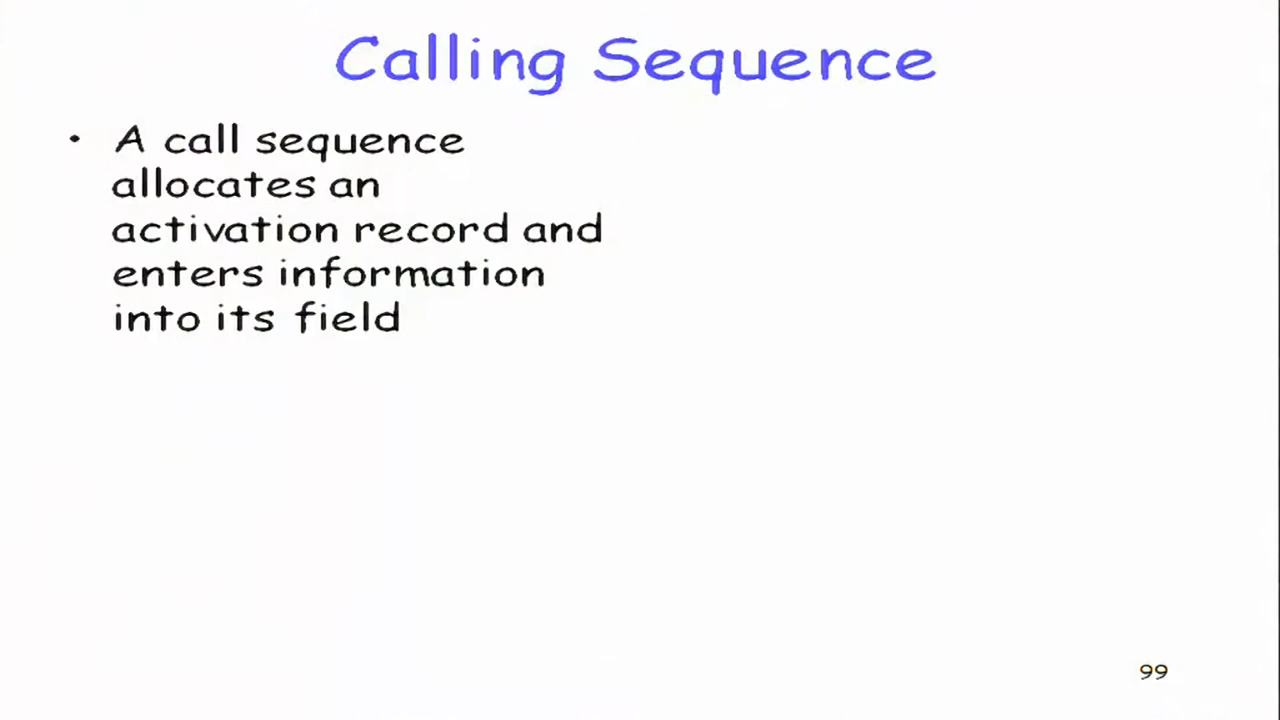 Calling Sequence
• A call sequence
allocates an
activation record and
enters information
into its field
99